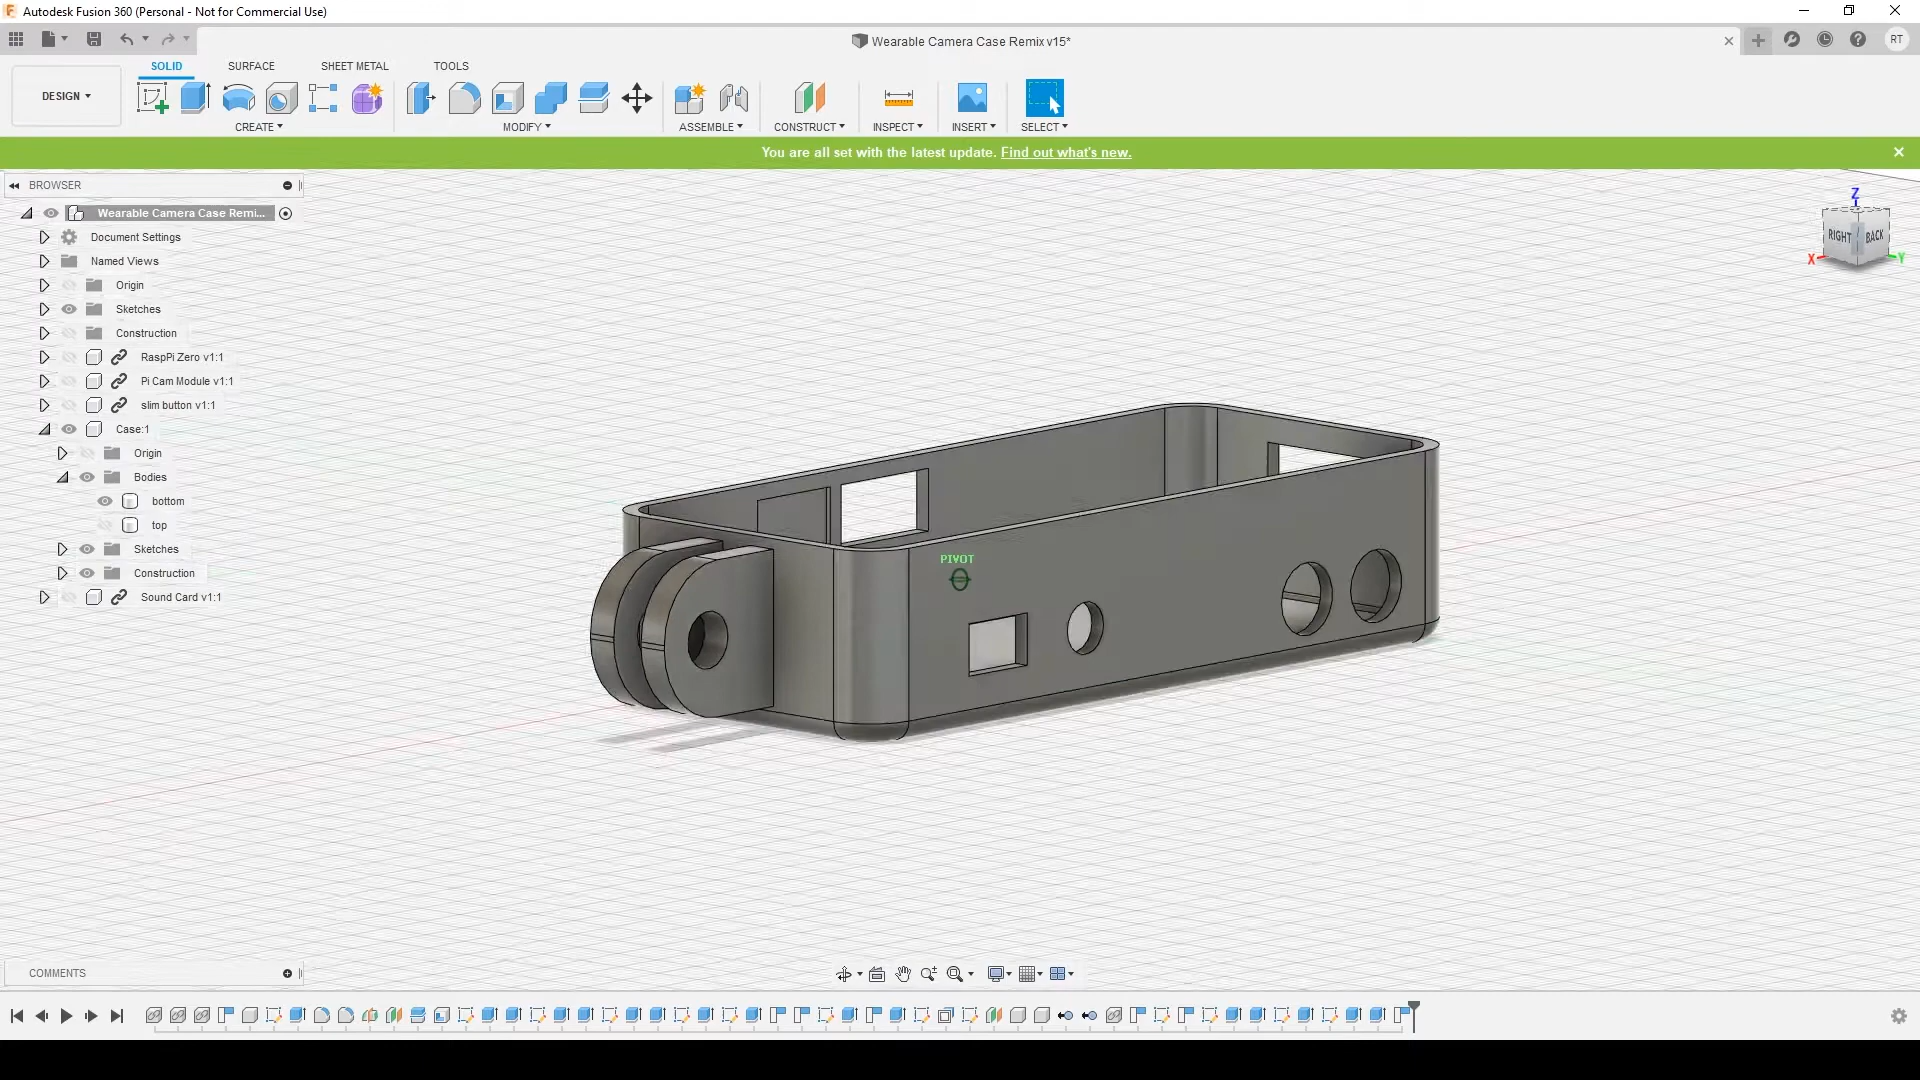 Autodesk Fusion 360 (Personal - Not for Commercial Use)
Wearable Camera Case Remix v15*
RT
DESIGN
SOLID
SURFACE
SHEET METAL
TOOLS
CREATE
MODIFY
ASSEMBLE
CONSTRUCT
INSPECT
INSERT
SELECT
You are all set with the latest update. Find out what's new.
BROWSER
Wearable Camera Case Remi...
Document Settings
Named Views
Origin
Sketches
Construction
RaspPi Zero v1:1
Pi Cam Module v1:1
slim button v1:1
Case:1
Origin
Bodies
bottom
top
Sketches
Construction
Sound Card v1:1
Z
RIGHT
BACK
X
Y
PIVOT
COMMENTS